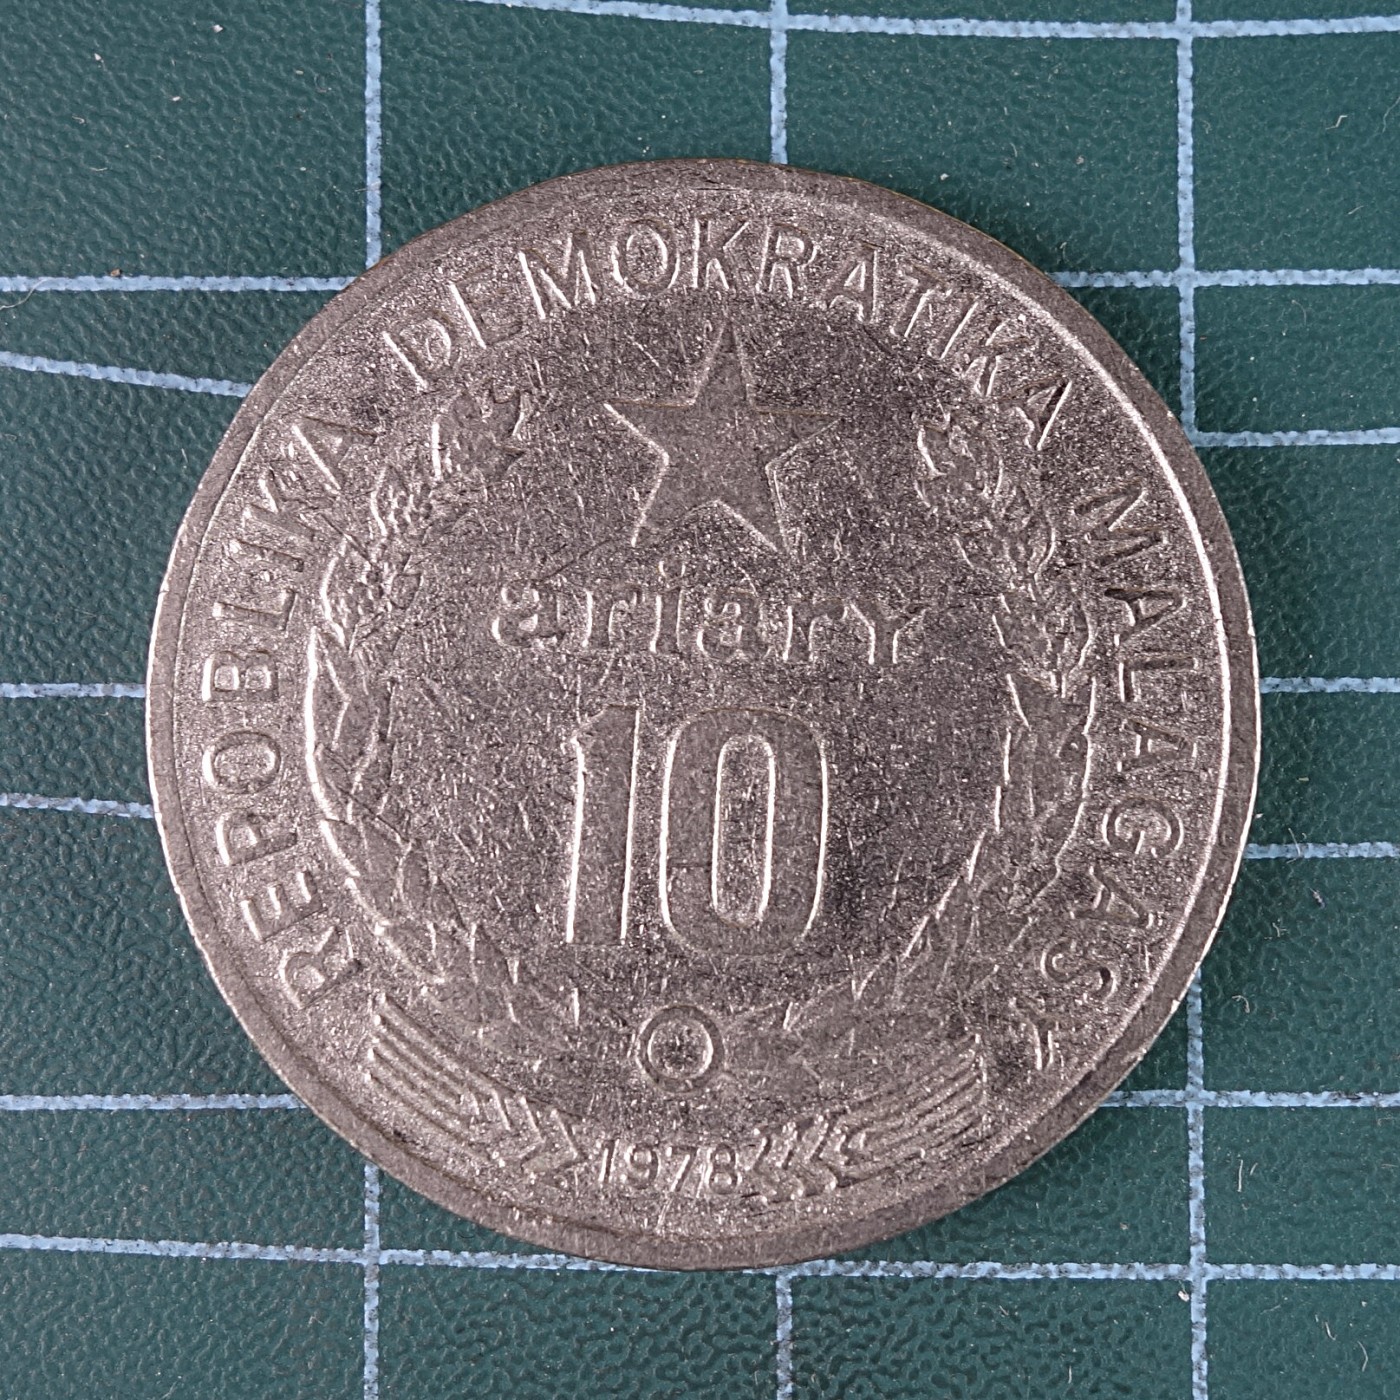 REPOBLIKA DEMOKRATIKA MALAGASY
ariary
10
1978